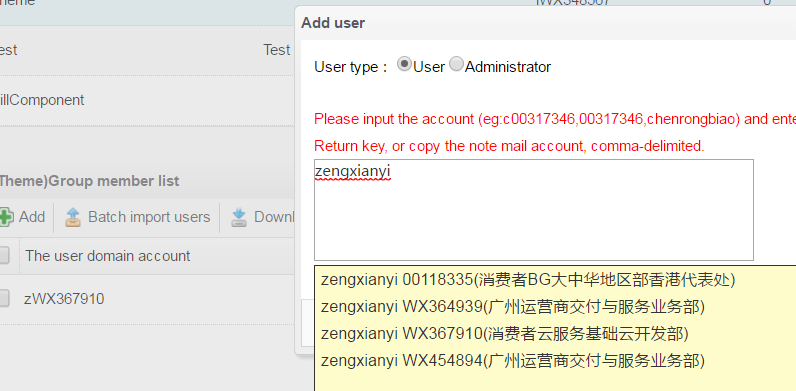 heme
IWX348567
0
Add user
est
Test
User type : User Administrator
illComponent
Please input the account (eg:c00317346,00317346,chenrongbiao) and ente
Return key, or copy the note mail account, comma-delimited.
zengxianyi
Theme)Group member list
Add
Batch import users
Downl
The user domain account
zengxianyi 00118335(消费者BG大中华地区部香港代表处)
zWX367910
zengxianyi WX364939(广州运营商交付与服务业务部)
zengxianyi WX367910(消费者云服务基础云开发部)
zengxianyi WX454894(广州运营商交付与服务业务部)